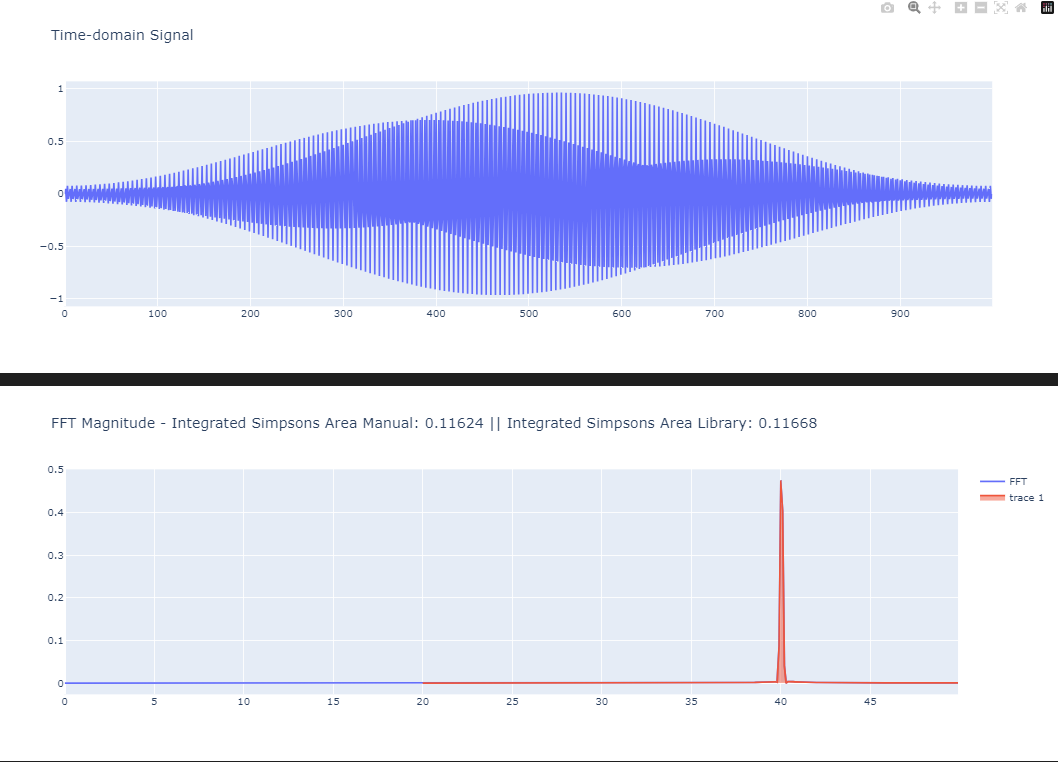 Time-domain Signal
1
0.5
0
−0.5
−1
0 100 200 300 400 500 600 700 800 900
FFT Magnitude - Integrated Simpsons Area Manual: 0.11624 || Integrated Simpsons Area Library: 0.11668
0.5
0.4
0.3
0.2
0.1
0
0 5 10 15 20 25 30 35 40 45
FFT
trace 1